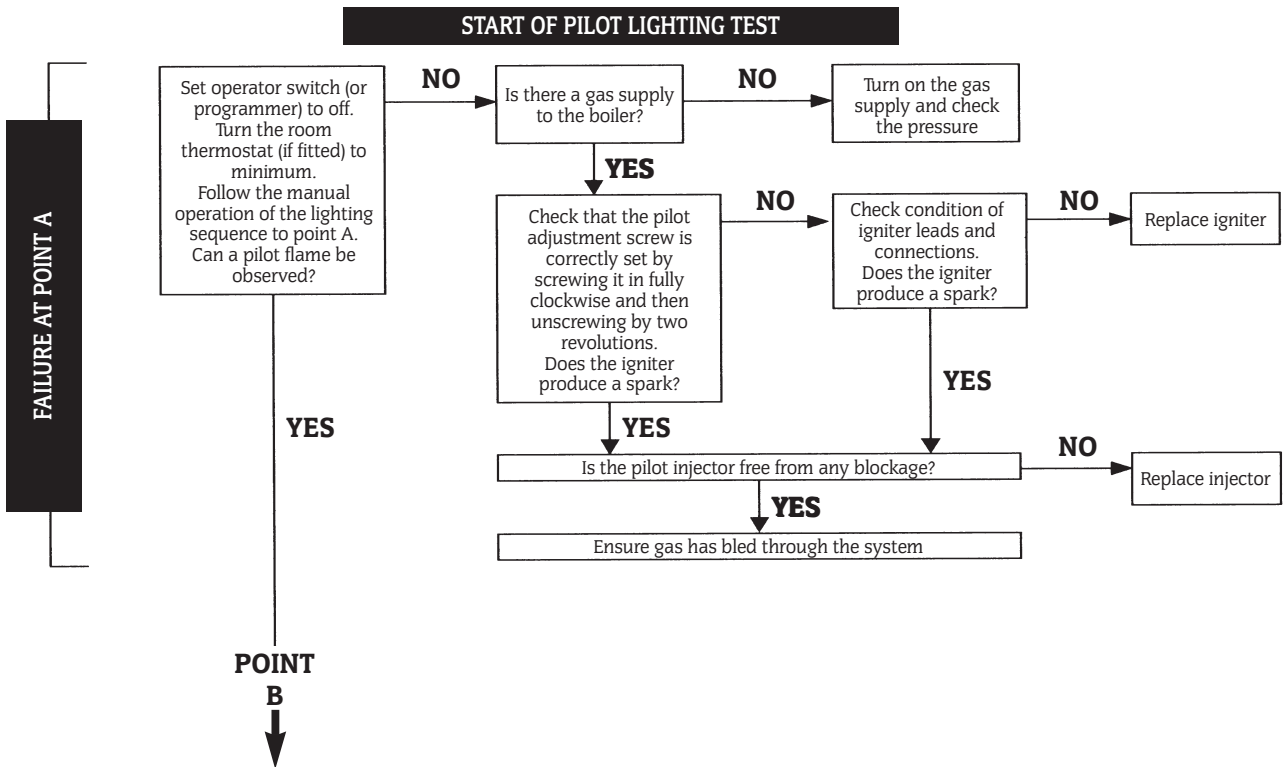 START OF PILOT LIGHTING TEST
FAILURE AT POINT A
Set operator switch (or
programmer) to off.
Turn the room
thermostat (if fitted) to
minimum.
Follow the manual
operation of the lighting
sequence to point A.
Can a pilot flame be
observed?
NO
Is there a gas supply
to the boiler?
NO
Turn on the gas
supply and check
the pressure
YES
Check that the pilot
adjustment screw is
correctly set by
screwing it in fully
clockwise and then
unscrewing by two
revolutions.
Does the igniter
produce a spark?
NO
Check condition of
igniter leads and
connections.
Does the igniter
produce a spark?
NO
Replace igniter
YES
YES
YES
Is the pilot injector free from any blockage?
NO
Replace injector
YES
Ensure gas has bled through the system
POINT
B